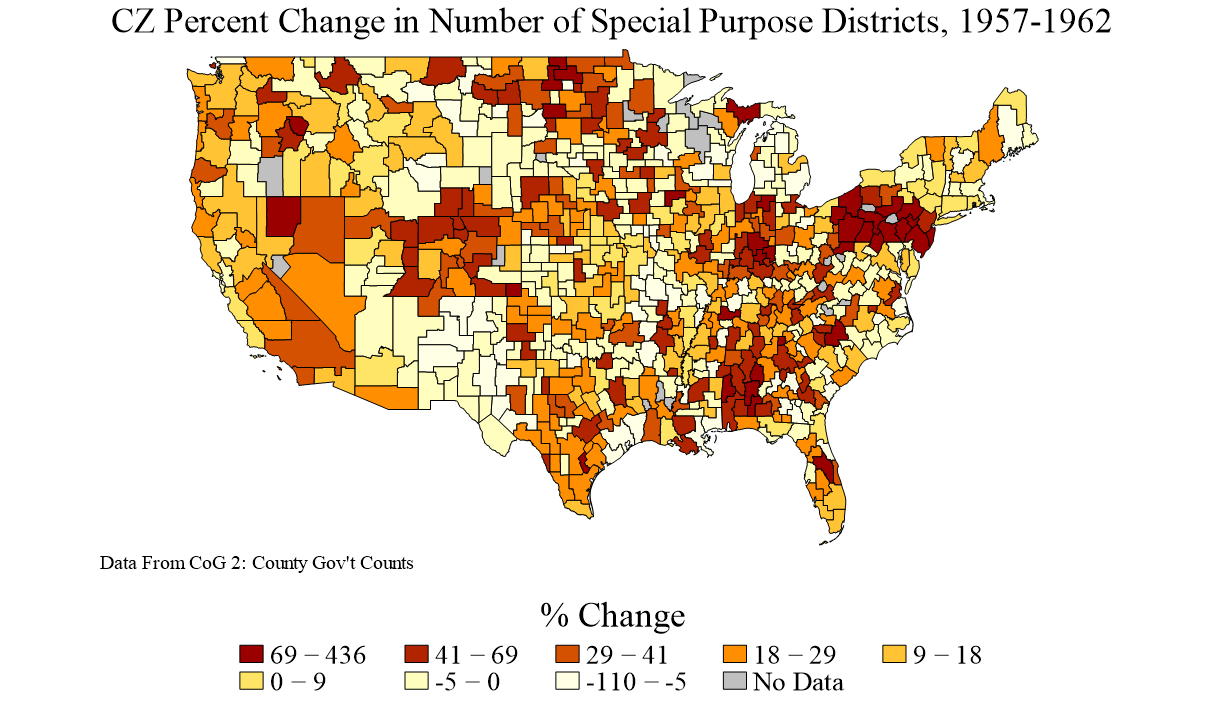 CZ Percent Change in Number of Special Purpose Districts, 1957-1962
Data From CoG 2: County Gov't Counts
% Change
69 − 436 41 − 69 29 − 41 18 − 29 9 − 18
0 − 9 -5 − 0 -110 − -5 No Data